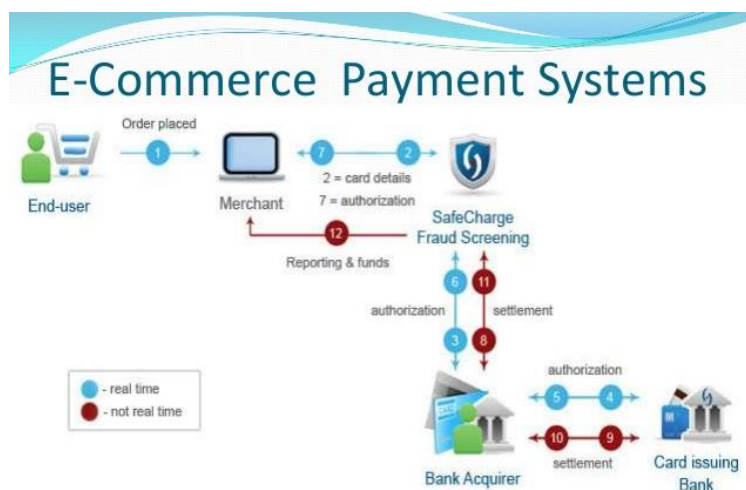 E-Commerce Payment Systems
Order placed
1
7
2
2 = card details
7 = authorization
End-user
Merchant
SafeCharge
Fraud Screening
12
Reporting & funds
6
11
authorization
settlement
3
8
- real time
- not real time
authorization
5
4
10
9
settlement
Bank Acquirer
Card issuing
Bank